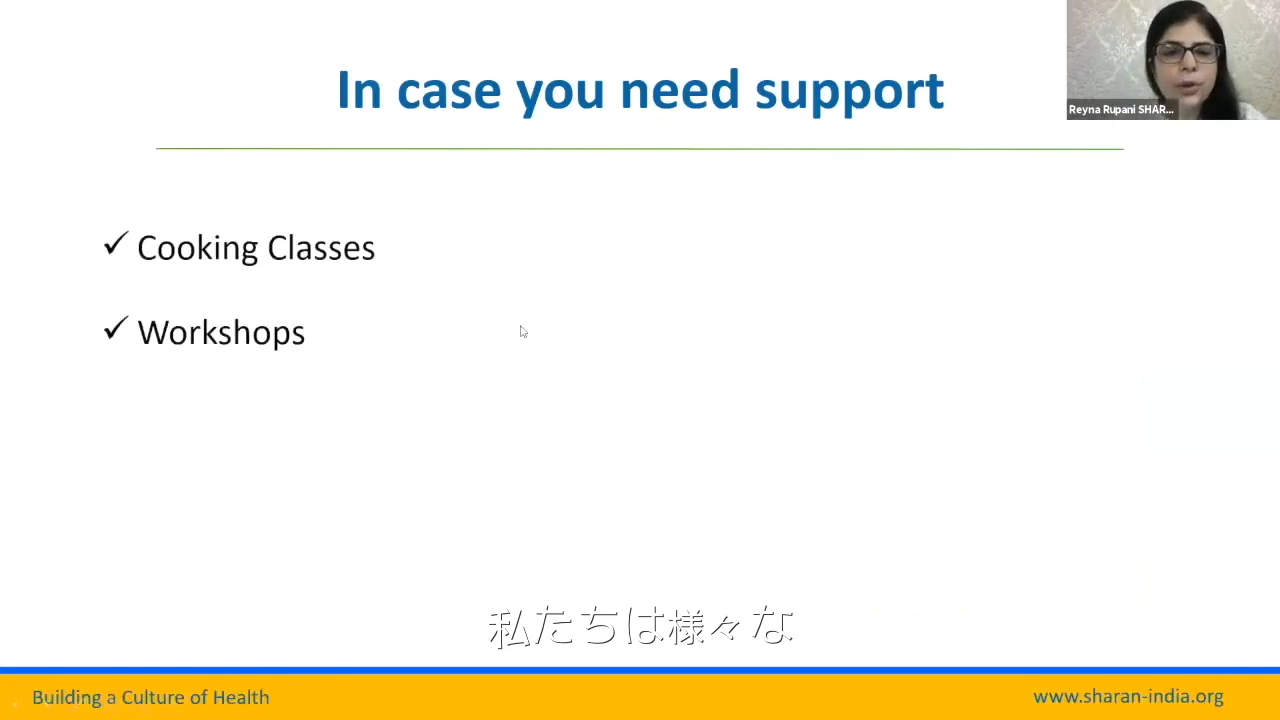 In case you need support
Reyna Rupani SHAR...
✓ Cooking Classes
✓ Workshops
私たちは様々な
Building a Culture of Health
www.sharan-india.org